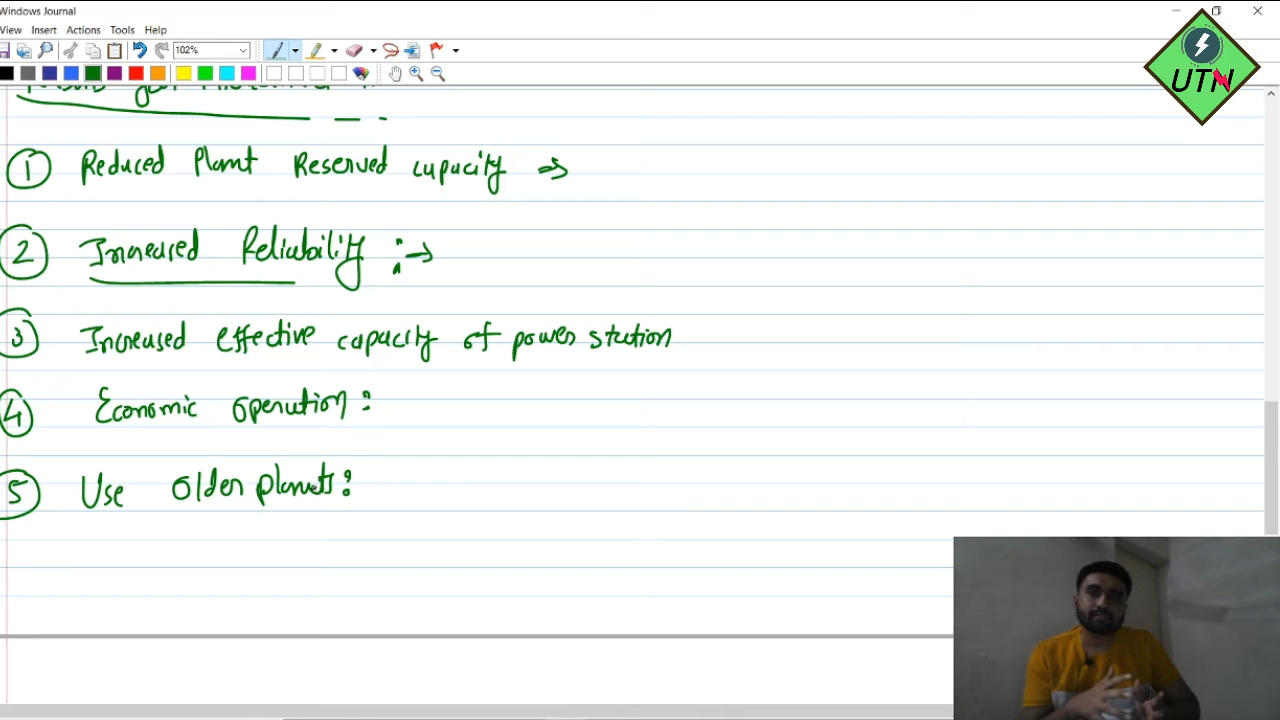 Windows Journal
View Insert Actions Tools Help
102%
UTN
1 Reduced Plant Reserved capacity ⇒
2 Increased Reliability :→
3 Increased effective capacity of power station
4 Economic operation :
5 Use older plants :